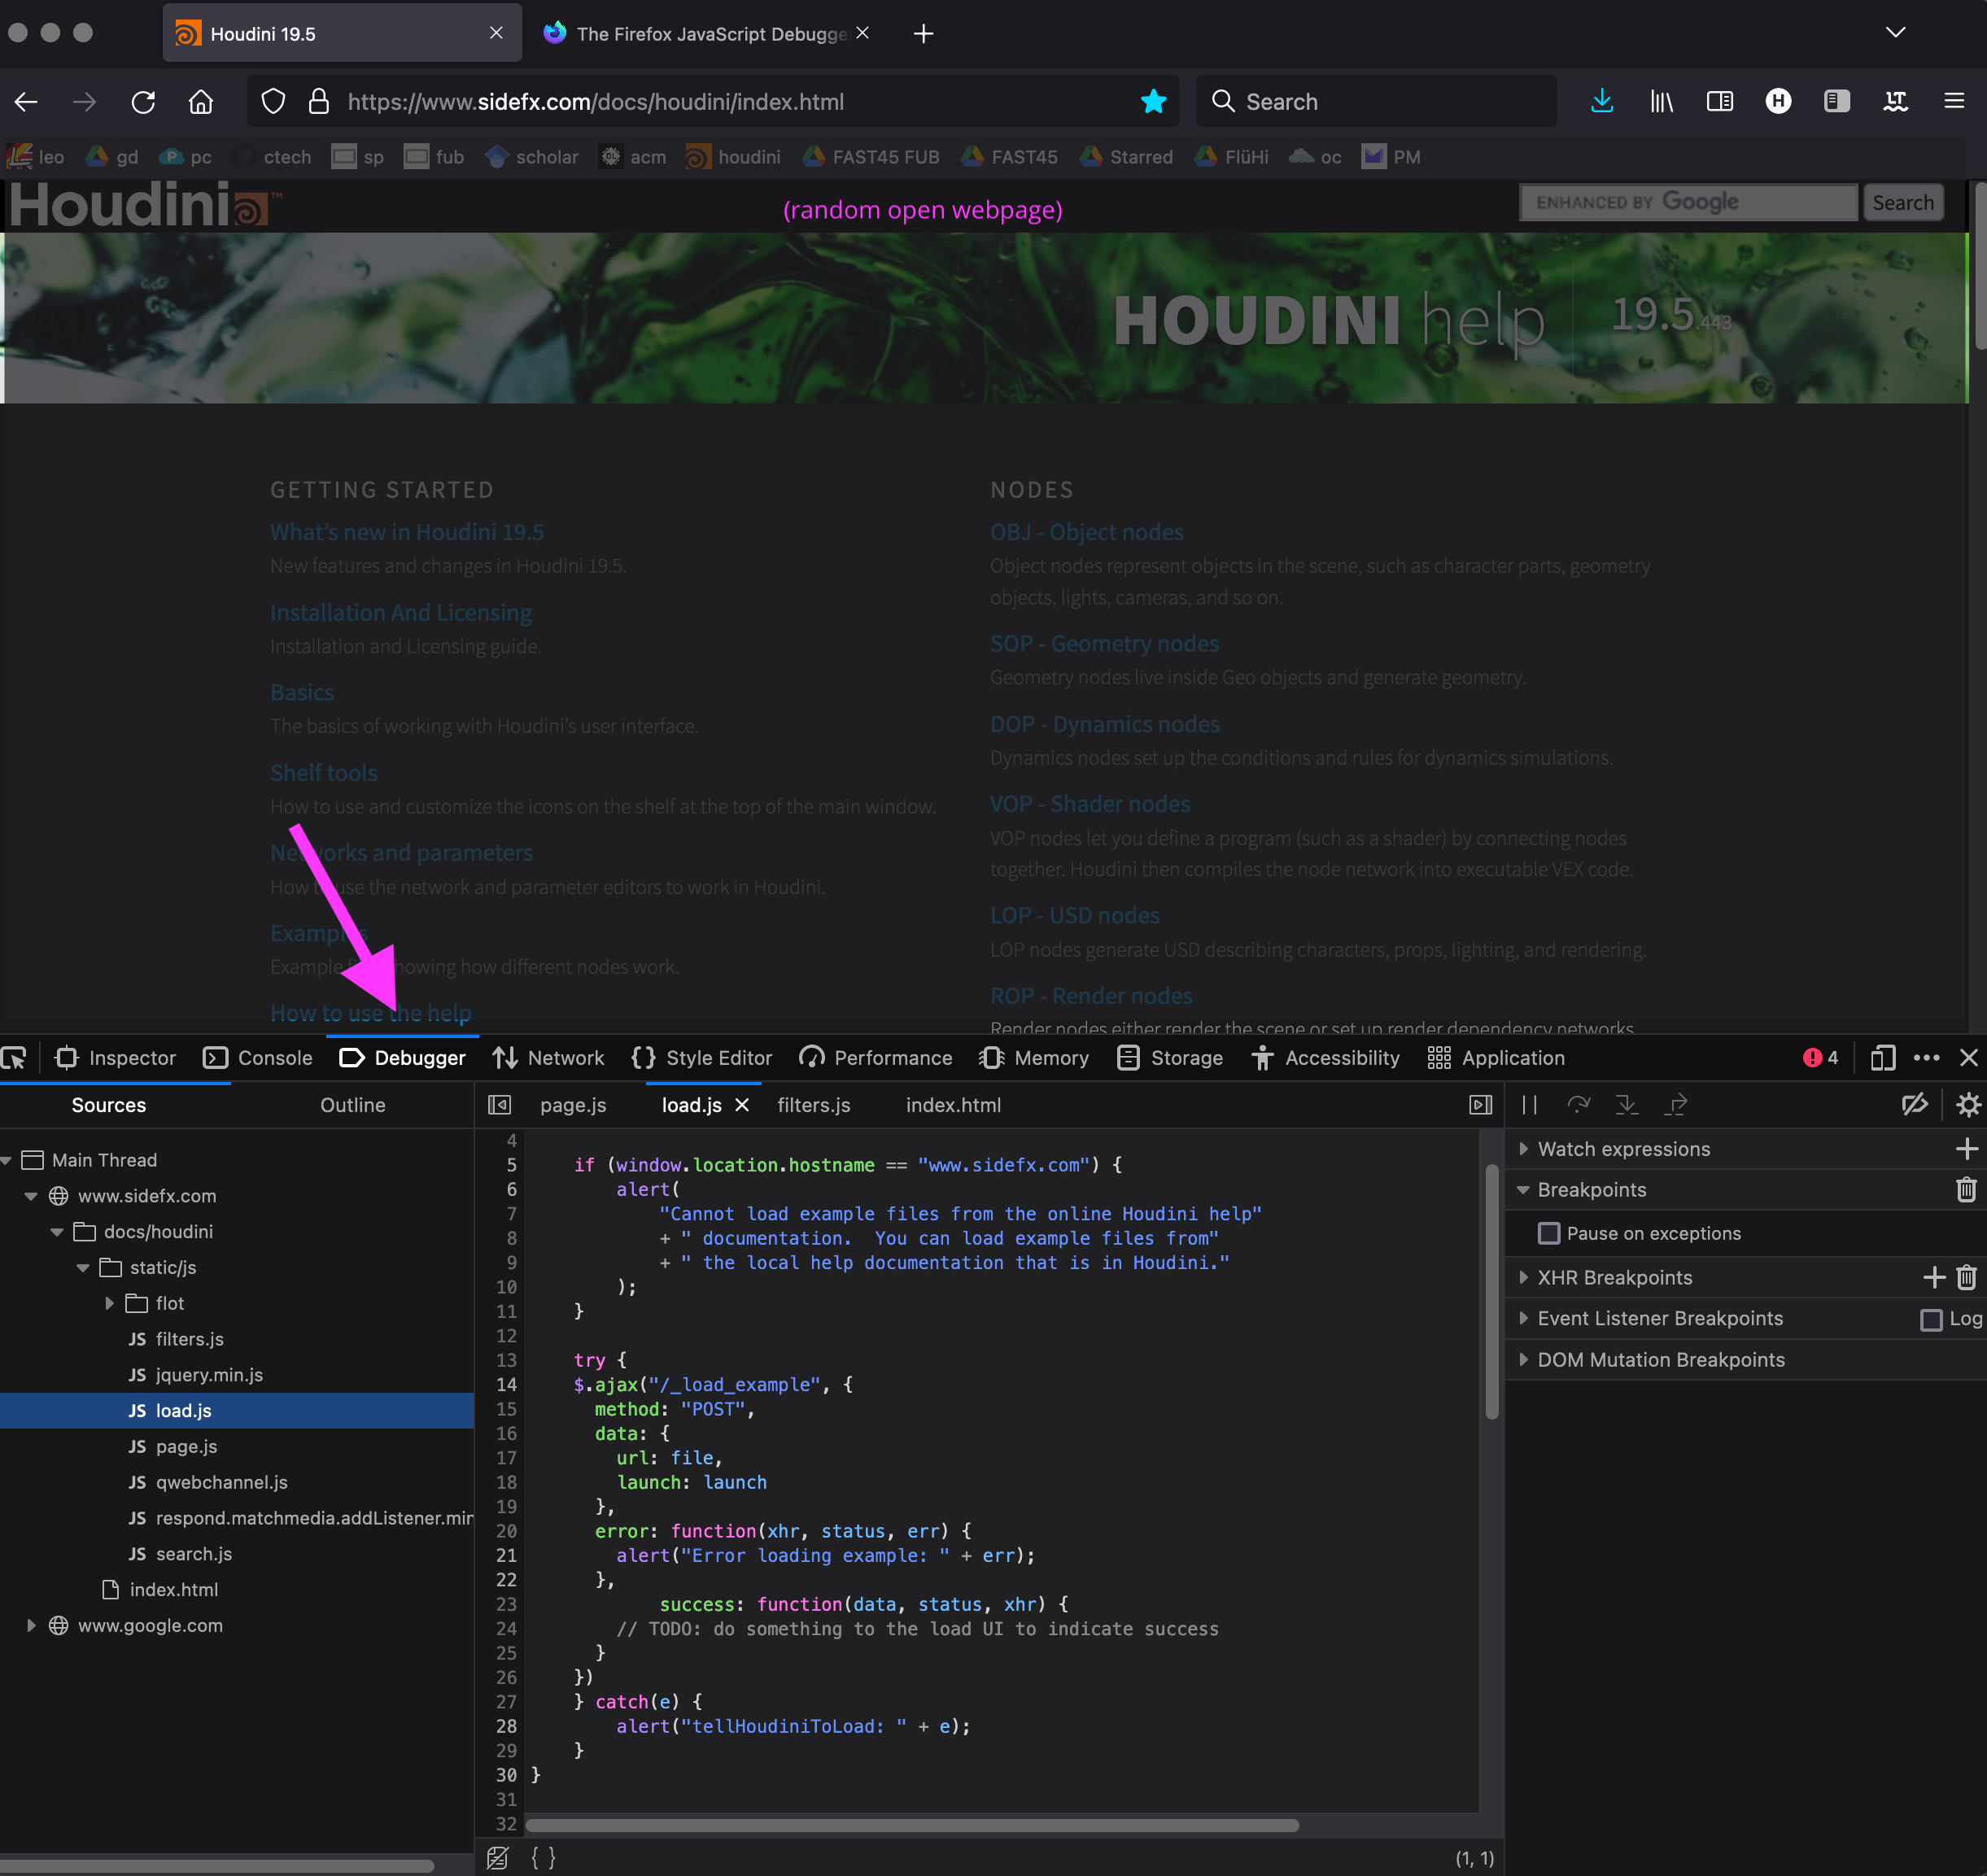 Houdini 19.5
The Firefox JavaScript Debugge
https://www.sidefx.com/docs/houdini/index.html
Search
leo gd pc ctech sp fub scholar acm houdini FAST45 FUB FAST45 Starred FlüHi oc PM
Houdini™
(random open webpage)
ENHANCED BY Google
Search
HOUDINI help 19.5.443
GETTING STARTED
What's new in Houdini 19.5
New features and changes in Houdini 19.5.
Installation And Licensing
Installation and Licensing guide.
Basics
The basics of working with Houdini's user interface.
Shelf tools
How to use and customize the icons on the shelf at the top of the main window.
Networks and parameters
How to use the network and parameter editors to work in Houdini.
Examples
Example showing how different nodes work.
How to use the help
NODES
OBJ - Object nodes
Object nodes represent objects in the scene, such as character parts, geometry
objects, lights, cameras, and so on.
SOP - Geometry nodes
Geometry nodes live inside Geo objects and generate geometry.
DOP - Dynamics nodes
Dynamics nodes set up the conditions and rules for dynamics simulations.
VOP - Shader nodes
VOP nodes let you define a program (such as a shader) by connecting nodes
together. Houdini then compiles the node network into executable VEX code.
LOP - USD nodes
LOP nodes generate USD describing characters, props, lighting, and rendering.
ROP - Render nodes
Render nodes either render the scene or set up render dependency networks
Inspector Console Debugger Network {} Style Editor Performance Memory Storage Accessibility Application 4
Sources Outline
Main Thread
www.sidefx.com
docs/houdini
static/js
flot
JS filters.js
JS jquery.min.js
JS load.js
JS page.js
JS qwebchannel.js
JS respond.matchmedia.addListener.min
JS search.js
index.html
www.google.com
page.js load.js filters.js index.html
4
5 if (window.location.hostname == "www.sidefx.com") {
6 alert(
7 "Cannot load example files from the online Houdini help"
8 + " documentation.  You can load example files from"
9 + " the local help documentation that is in Houdini."
10 );
11 }
12
13 try {
14 $.ajax("/_load_example", {
15 method: "POST",
16 data: {
17 url: file,
18 launch: launch
19 },
20 error: function(xhr, status, err) {
21 alert("Error loading example: " + err);
22 },
23 success: function(data, status, xhr) {
24 // TODO: do something to the load UI to indicate success
25 }
26 })
27 } catch(e) {
28 alert("tellHoudiniToLoad: " + e);
29 }
30 }
31
32
{ }
(1, 1)
Watch expressions
Breakpoints
Pause on exceptions
XHR Breakpoints
Event Listener Breakpoints Log
DOM Mutation Breakpoints